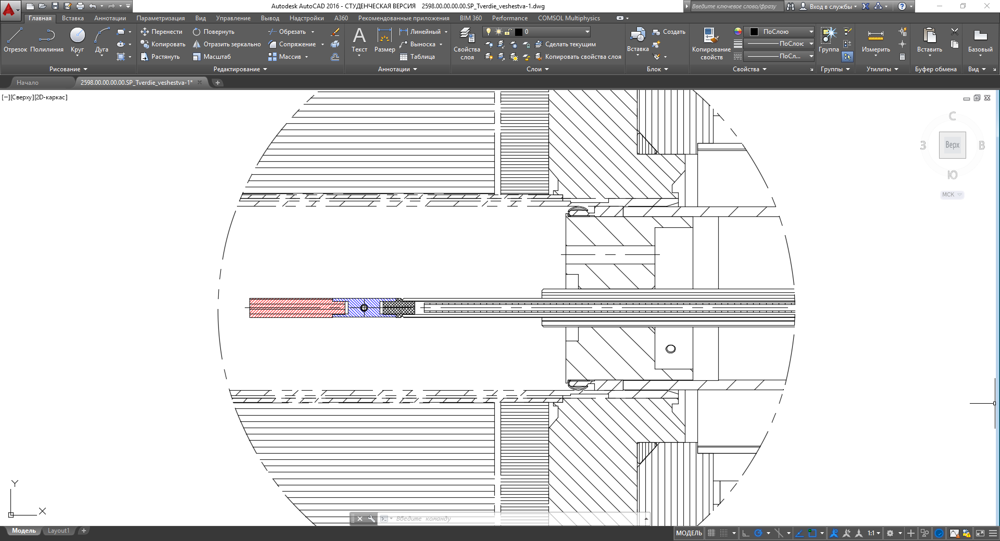 Autodesk AutoCAD 2016 - СТУДЕНЧЕСКАЯ ВЕРСИЯ 2598.00.00.00.00.SP_Tverdie_veshestva-1.dwg
Введите ключевое слово/фразу
Вход в службы
Главная Вставка Аннотации Параметризация Вид Управление Вывод Надстройки A360 Рекомендованные приложения BIM 360 Performance COMSOL Multiphysics
Отрезок
Полилиния
Круг
Дуга
Рисование
Перенести
Повернуть
Обрезать
Копировать
Отразить зеркально
Сопряжение
Растянуть
Масштаб
Массив
Редактирование
Текст
Размер
Линейный
Выноска
Таблица
Аннотации
Свойства слоя
0
Сделать текущим
Копировать свойства слоя
Слои
Вставка
Создать
Блок
Копирование свойств
ПоСлою
ПоСлою
ПоСл...
Свойства
Группа
Группы
Измерить
Утилиты
Вставить
Буфер обмена
Базовый
Вид
Начало
2598.00.00.00.00.SP_Tverdie_veshestva-1*
[−][Сверху][2D-каркас]
С
З
Верх
В
Ю
МСК
Y
X
Введите команду
Модель
Layout1
МОДЕЛЬ
1:1